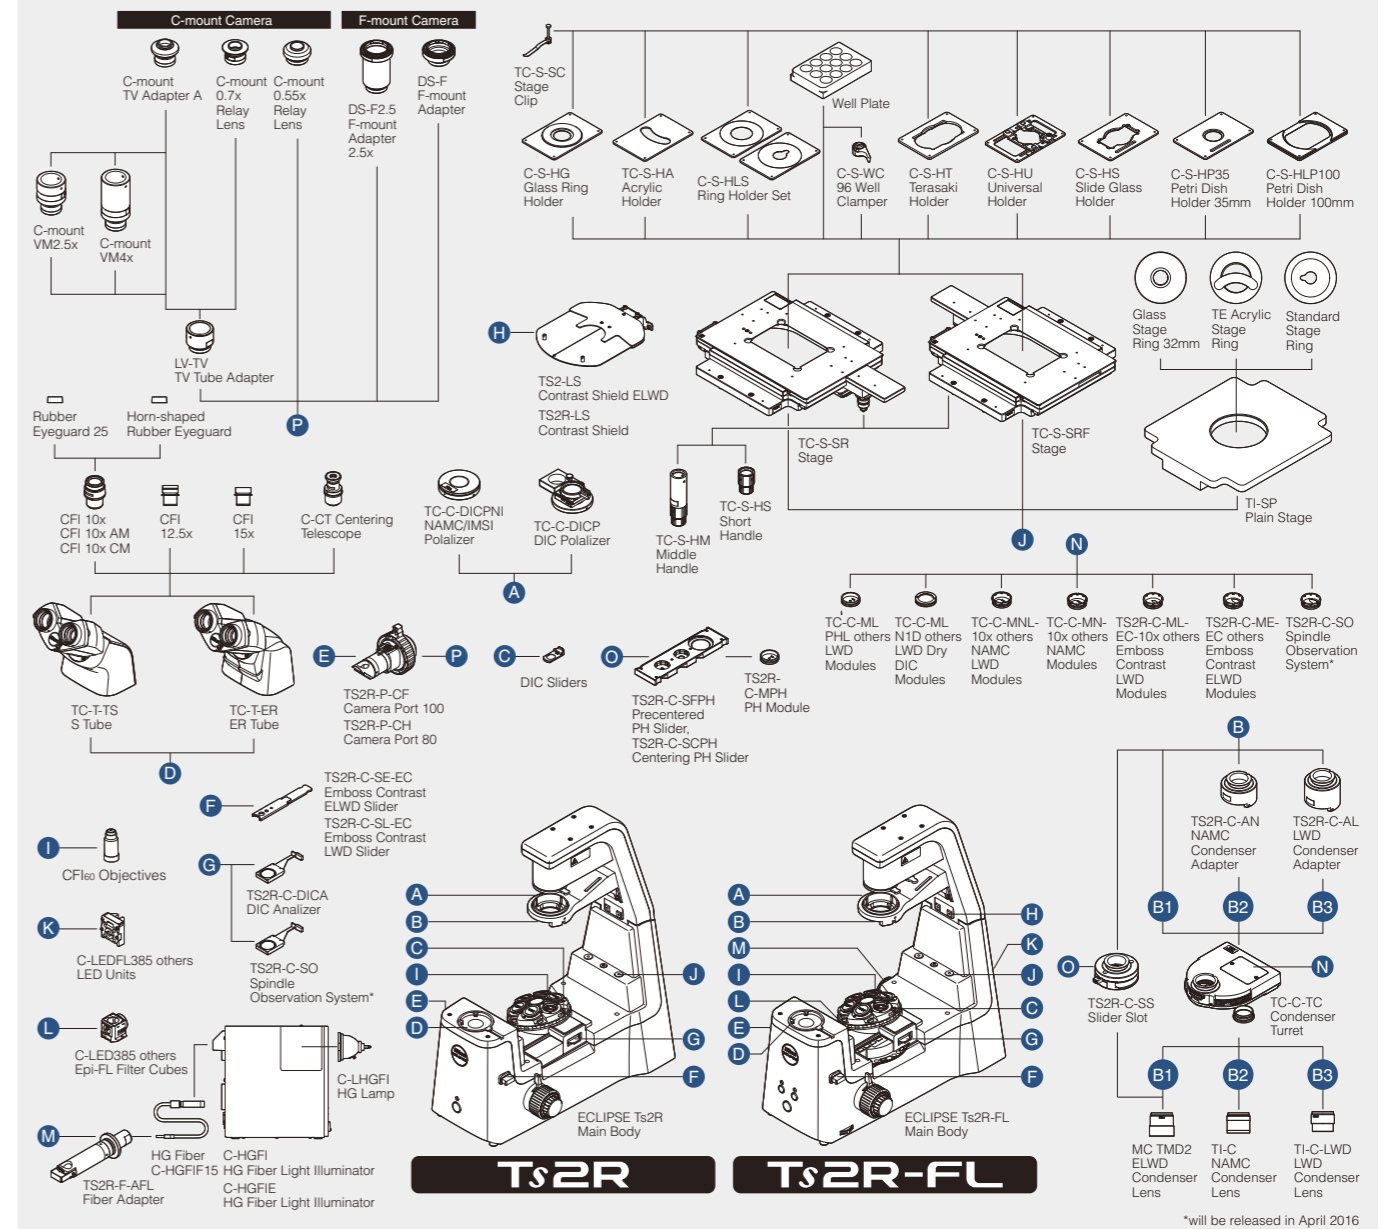 C-mount Camera
F-mount Camera
C-mount
TV Adapter A
C-mount
0.7x
Relay
Lens
C-mount
0.55x
Relay
Lens
DS-F2.5
F-mount
Adapter
2.5x
DS-F
F-mount
Adapter
C-mount
VM2.5x
C-mount
VM4x
LV-TV
TV Tube Adapter
Rubber
Eyeguard 25
Horn-shaped
Rubber Eyeguard
P
CFI 10x
CFI 10x AM
CFI 10x CM
CFI
12.5x
CFI
15x
C-CT Centering
Telescope
TC-T-TS
S Tube
TC-T-ER
ER Tube
D
TC-S-SC
Stage
Clip
Well Plate
C-S-HG
Glass Ring
Holder
TC-S-HA
Acrylic
Holder
C-S-HLS
Ring Holder Set
C-S-WC
96 Well
Clamper
C-S-HT
Terasaki
Holder
C-S-HU
Universal
Holder
C-S-HS
Slide Glass
Holder
C-S-HP35
Petri Dish
Holder 35mm
C-S-HLP100
Petri Dish
Holder 100mm
H
TS2-LS
Contrast Shield ELWD
TS2R-LS
Contrast Shield
TC-S-SR
Stage
TC-S-SRF
Stage
Glass
Stage
Ring 32mm
TE Acrylic
Stage
Ring
Standard
Stage
Ring
TI-SP
Plain Stage
TC-S-HM
Middle
Handle
TC-S-HS
Short
Handle
J
TC-C-DICPNI
NAMC/IMSI
Polalizer
TC-C-DICP
DIC Polalizer
A
E
P
TS2R-P-CF
Camera Port 100
TS2R-P-CH
Camera Port 80
C
DIC Sliders
O
TS2R-C-SFPH
Precentered
PH Slider,
TS2R-C-SCPH
Centering PH Slider
TS2R-
C-MPH
PH Module
N
TC-C-ML
PHL others
LWD
Modules
TC-C-ML
N1D others
LWD Dry
DIC
Modules
TC-C-MNL-
10x others
NAMC
LWD
Modules
TC-C-MN-
10x others
NAMC
Modules
TS2R-C-ML-
EC-10x others
Emboss
Contrast
LWD
Modules
TS2R-C-ME-
EC others
Emboss
Contrast
ELWD
Modules
TS2R-C-SO
Spindle
Observation
System*
B
TS2R-C-AN
NAMC
Condenser
Adapter
TS2R-C-AL
LWD
Condenser
Adapter
B1
B2
B3
O
TS2R-C-SS
Slider Slot
N
TC-C-TC
Condenser
Turret
B1
B2
B3
MC TMD2
ELWD
Condenser
Lens
TI-C
NAMC
Condenser
Lens
TI-C-LWD
LWD
Condenser
Lens
F
TS2R-C-SE-EC
Emboss Contrast
ELWD Slider
TS2R-C-SL-EC
Emboss Contrast
LWD Slider
I
CFI60 Objectives
G
TS2R-C-DICA
DIC Analizer
TS2R-C-SO
Spindle
Observation System*
K
C-LEDFL385 others
LED Units
L
C-LED385 others
Epi-FL Filter Cubes
C-LHGFI
HG Lamp
M
TS2R-F-AFL
Fiber Adapter
HG Fiber
C-HGFIF15
C-HGFI
HG Fiber Light Illuminator
C-HGFIE
HG Fiber Light Illuminator
A
B
C
I
E
D
J
G
F
ECLIPSE Ts2R
Main Body
Ts2R
A
B
M
I
L
E
D
H
K
J
C
G
F
ECLIPSE Ts2R-FL
Main Body
Ts2R-FL
*will be released in April 2016